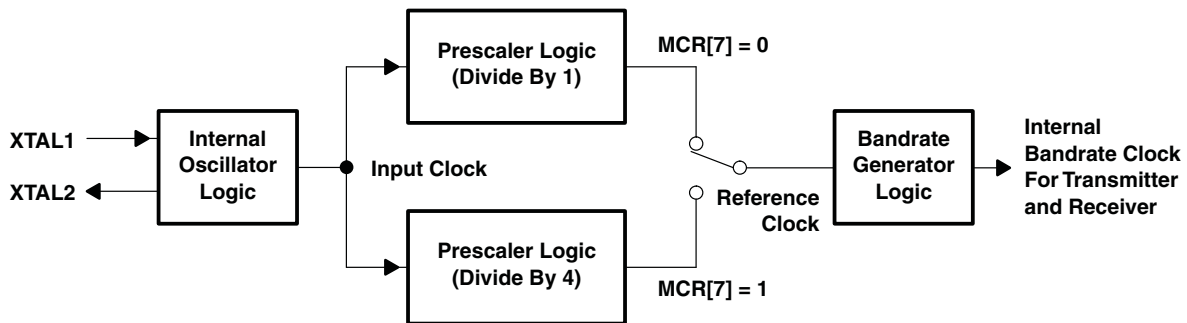 Prescaler Logic
(Divide By 1)
MCR[7] = 0
XTAL1
XTAL2
Internal
Oscillator
Logic
Input Clock
Bandrate
Generator
Logic
Internal
Bandrate Clock
For Transmitter
and Receiver
Reference
Clock
Prescaler Logic
(Divide By 4)
MCR[7] = 1